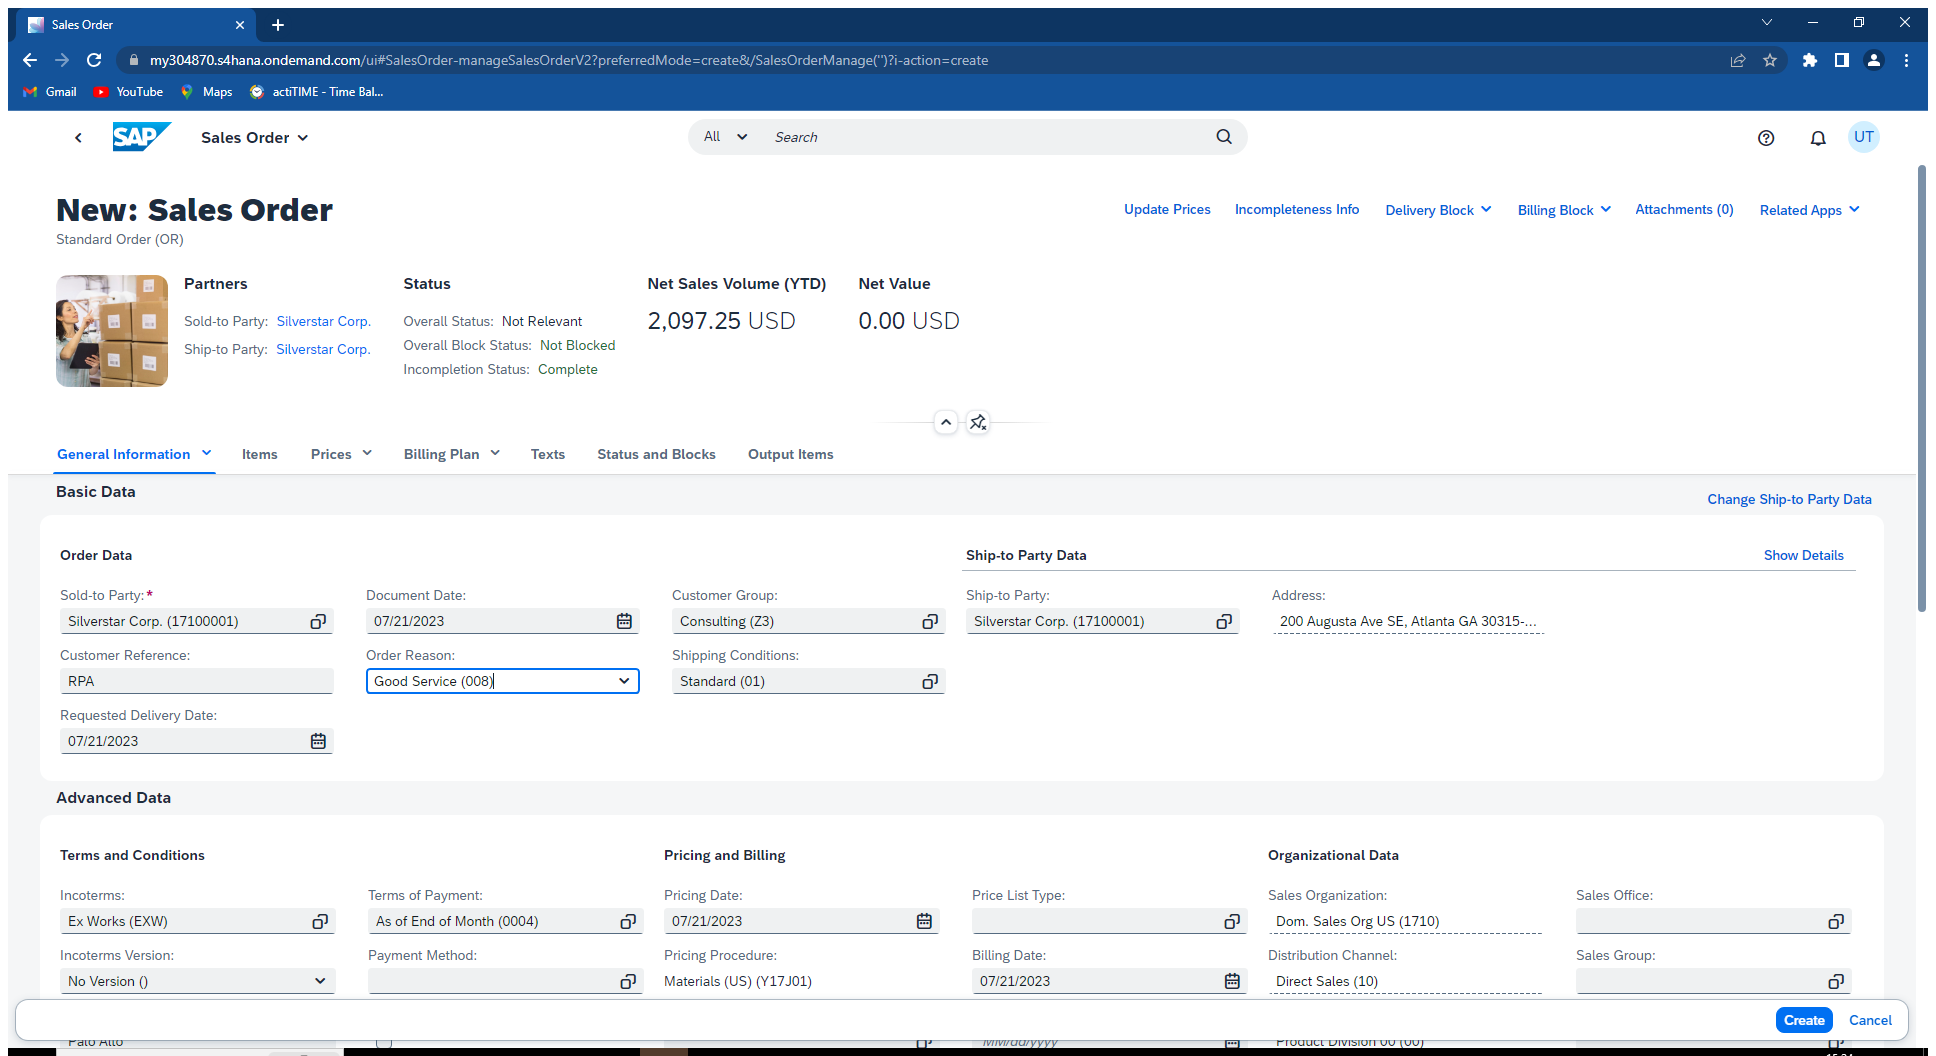 Sales Order
my304870.s4hana.ondemand.com/ui#SalesOrder-manageSalesOrderV2?preferredMode=create&/SalesOrderManage('')?i-action=create
Gmail YouTube Maps actiTIME - Time Bal...
SAP Sales Order All Search UT
New: Sales Order
Update Prices Incompleteness Info Delivery Block Billing Block Attachments (0) Related Apps
Standard Order (OR)
Partners Status Net Sales Volume (YTD) Net Value
Sold-to Party: Silverstar Corp. Overall Status: Not Relevant 2,097.25 USD 0.00 USD
Ship-to Party: Silverstar Corp. Overall Block Status: Not Blocked
Incompletion Status: Complete
General Information Items Prices Billing Plan Texts Status and Blocks Output Items
Basic Data
Change Ship-to Party Data
Order Data Ship-to Party Data Show Details
Sold-to Party:* Document Date: Customer Group: Ship-to Party: Address:
Silverstar Corp. (17100001) 07/21/2023 Consulting (Z3) Silverstar Corp. (17100001) 200 Augusta Ave SE, Atlanta GA 30315-...
Customer Reference: Order Reason: Shipping Conditions:
RPA Good Service (008) Standard (01)
Requested Delivery Date:
07/21/2023
Advanced Data
Terms and Conditions Pricing and Billing Organizational Data
Incoterms: Terms of Payment: Pricing Date: Price List Type: Sales Organization: Sales Office:
Ex Works (EXW) As of End of Month (0004) 07/21/2023 Dom. Sales Org US (1710)
Incoterms Version: Payment Method: Pricing Procedure: Billing Date: Distribution Channel: Sales Group:
No Version () Materials (US) (Y17J01) 07/21/2023 Direct Sales (10)
Create Cancel
Palo Alto MM/dd/yyyy Product Division 00 (00)